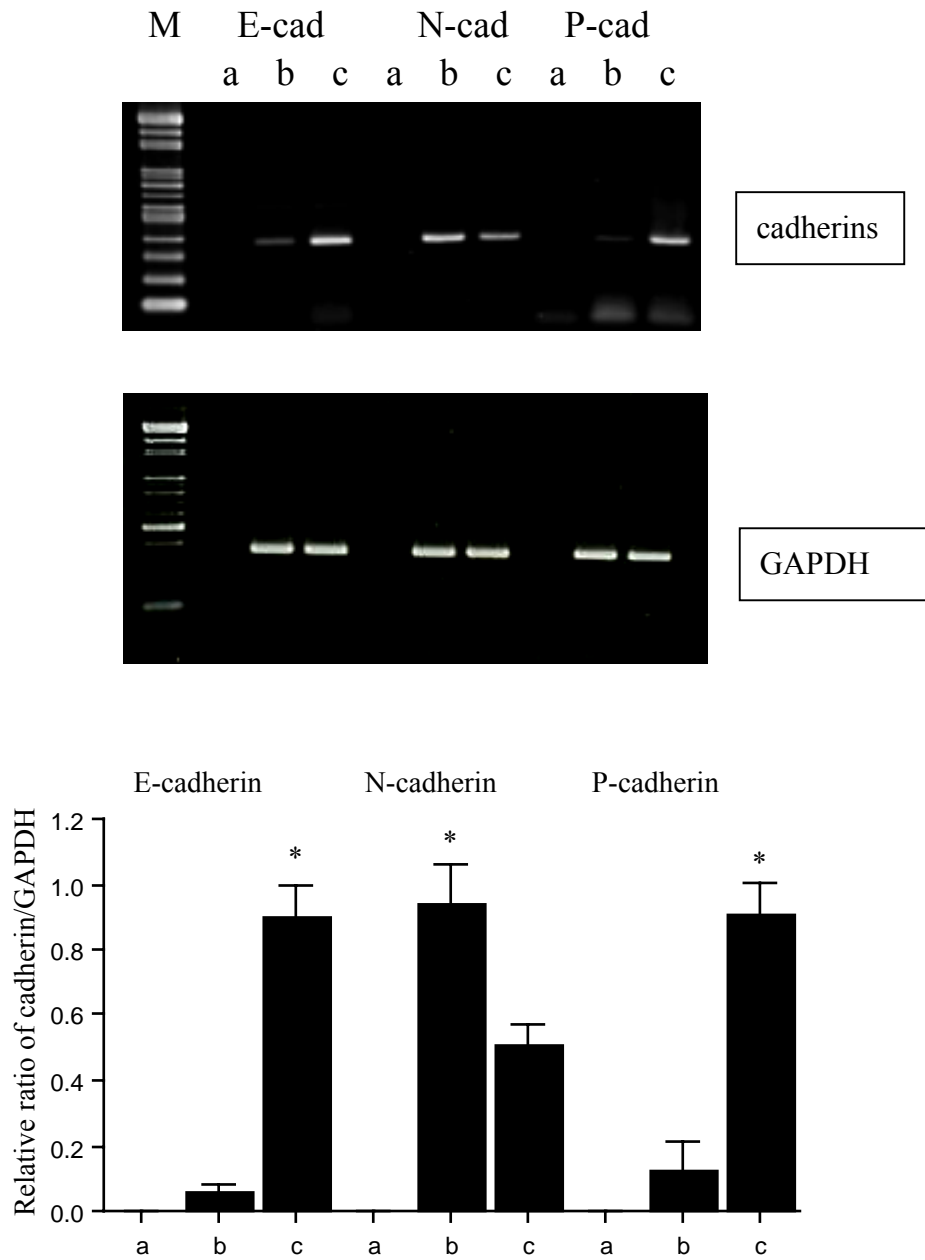 M E-cad N-cad P-cad
a b c a b c a b c
cadherins
GAPDH
E-cadherin N-cadherin P-cadherin
Relative ratio of cadherin/GAPDH
1.2
*
*
*
1.0
0.8
0.6
0.4
0.2
0.0
a b c a b c a b c